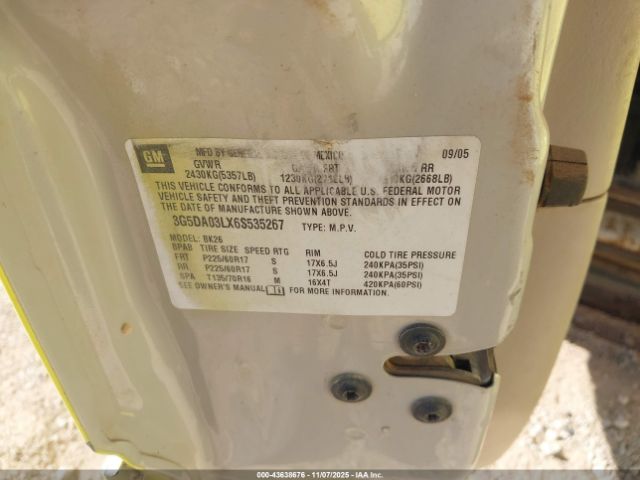 GM
MFD BY GENERAL MEXICO 09/05
GVWR FRT RR
2430KG(5357LB) KG(2668LB)
THIS VEHICLE CONFORMS TO ALL APPLICABLE U.S. FEDERAL MOTOR
VEHICLE SAFETY AND THEFT PREVENTION STANDARDS IN EFFECT ON
THE DATE OF MANUFACTURE SHOWN ABOVE.
3G5DA03LX6S535267 TYPE: M.P.V.
MODEL: BK26
BPAB TIRE SIZE SPEED RTG RIM COLD TIRE PRESSURE
FRT P225/60R17 S 17X6.5J 240KPA(35PSI)
RR P225/60R17 S 17X6.5J 240KPA(35PSI)
SPA T135/70R16 M 16X4T 420KPA(60PSI)
SEE OWNER'S MANUAL i FOR MORE INFORMATION.
000-43638676 11/07/2025 - IAA Inc.